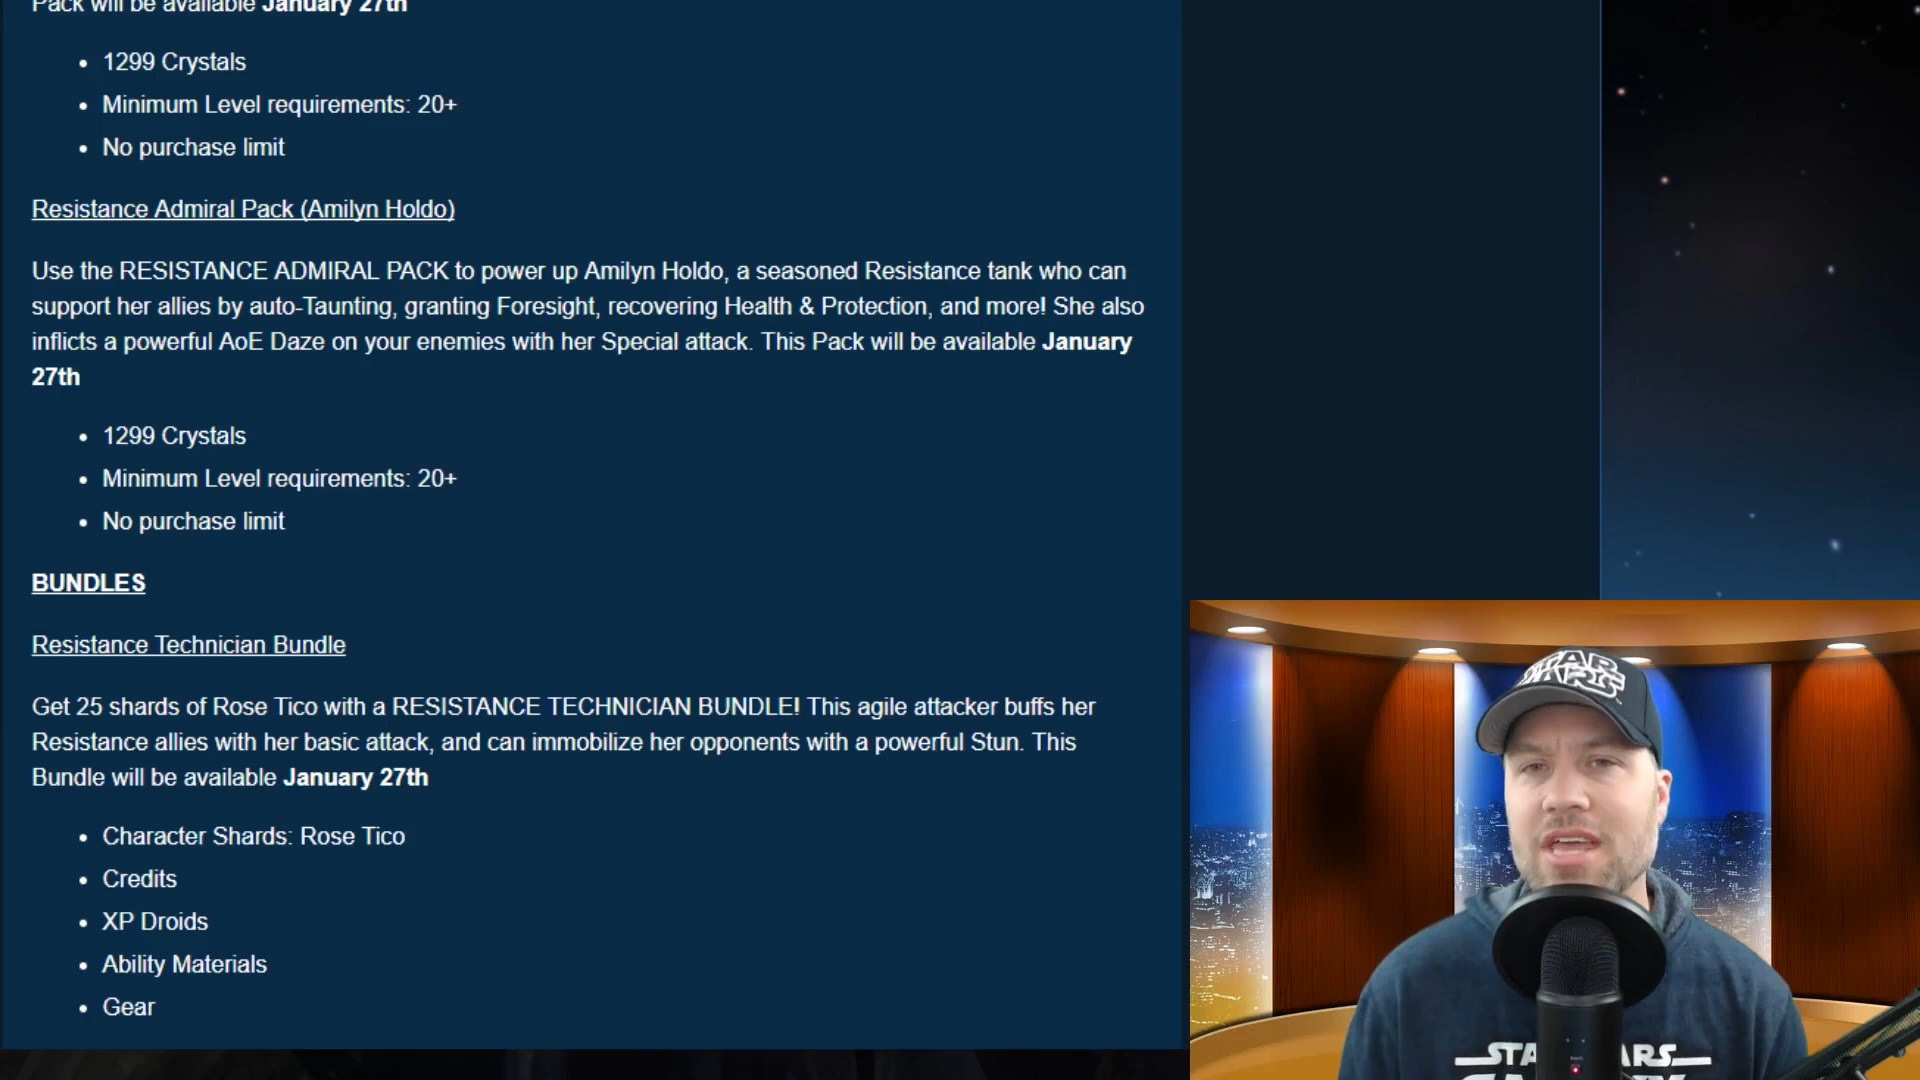 Pack will be available January 27th
• 1299 Crystals
• Minimum Level requirements: 20+
• No purchase limit
Resistance Admiral Pack (Amilyn Holdo)
Use the RESISTANCE ADMIRAL PACK to power up Amilyn Holdo, a seasoned Resistance tank who can
support her allies by auto-Taunting, granting Foresight, recovering Health & Protection, and more! She also
inflicts a powerful AoE Daze on your enemies with her Special attack. This Pack will be available January
27th
• 1299 Crystals
• Minimum Level requirements: 20+
• No purchase limit
BUNDLES
Resistance Technician Bundle
Get 25 shards of Rose Tico with a RESISTANCE TECHNICIAN BUNDLE! This agile attacker buffs her
Resistance allies with her basic attack, and can immobilize her opponents with a powerful Stun. This
Bundle will be available January 27th
• Character Shards: Rose Tico
• Credits
• XP Droids
• Ability Materials
• Gear
STAR
WARS